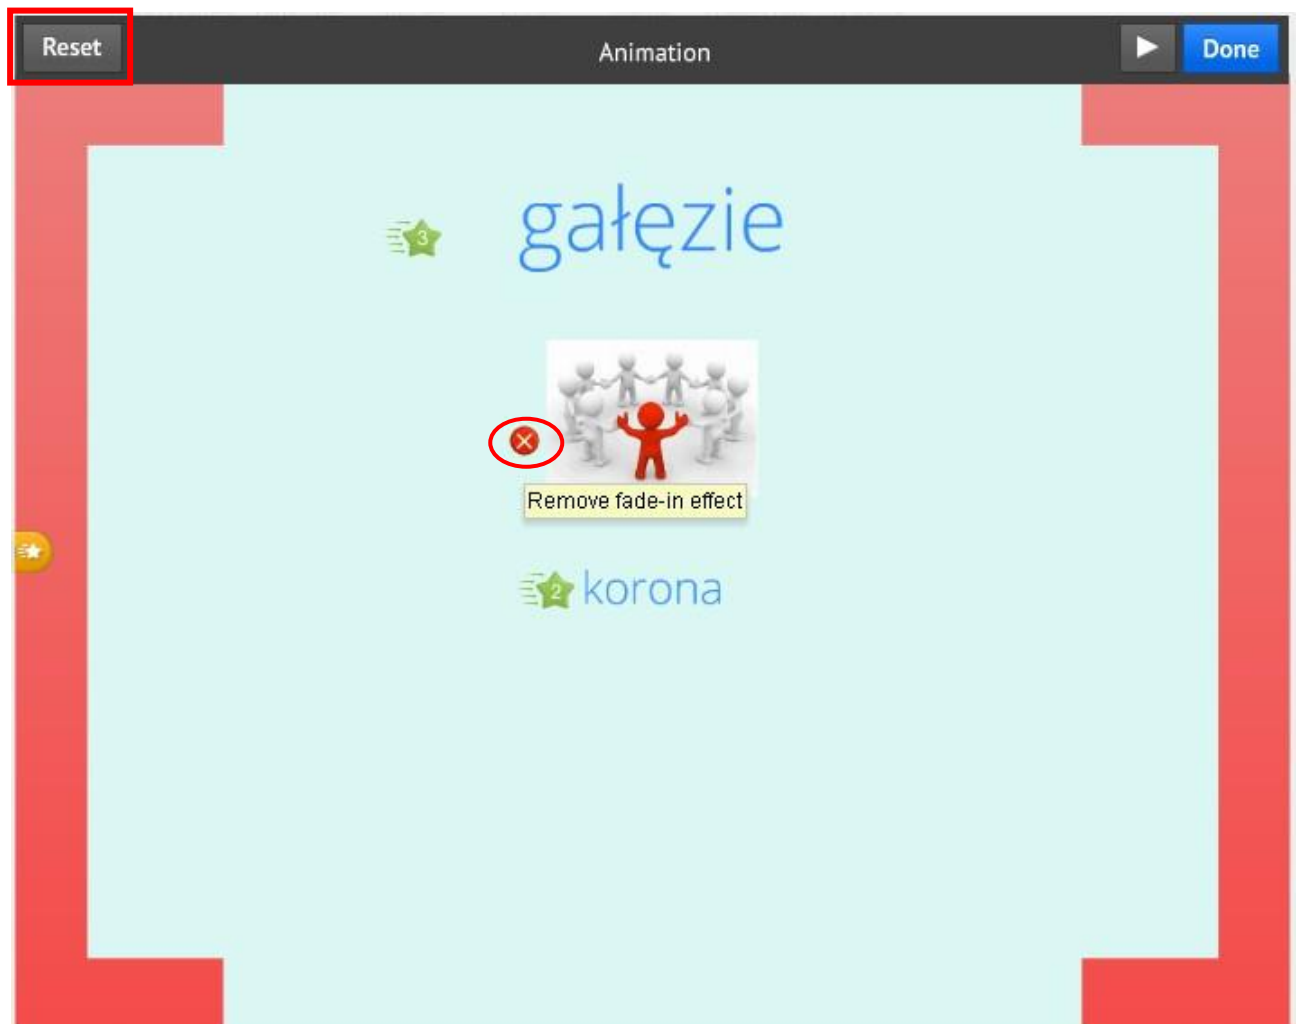 Reset
Animation
Done
3
gałęzie
Remove fade-in effect
2
korona